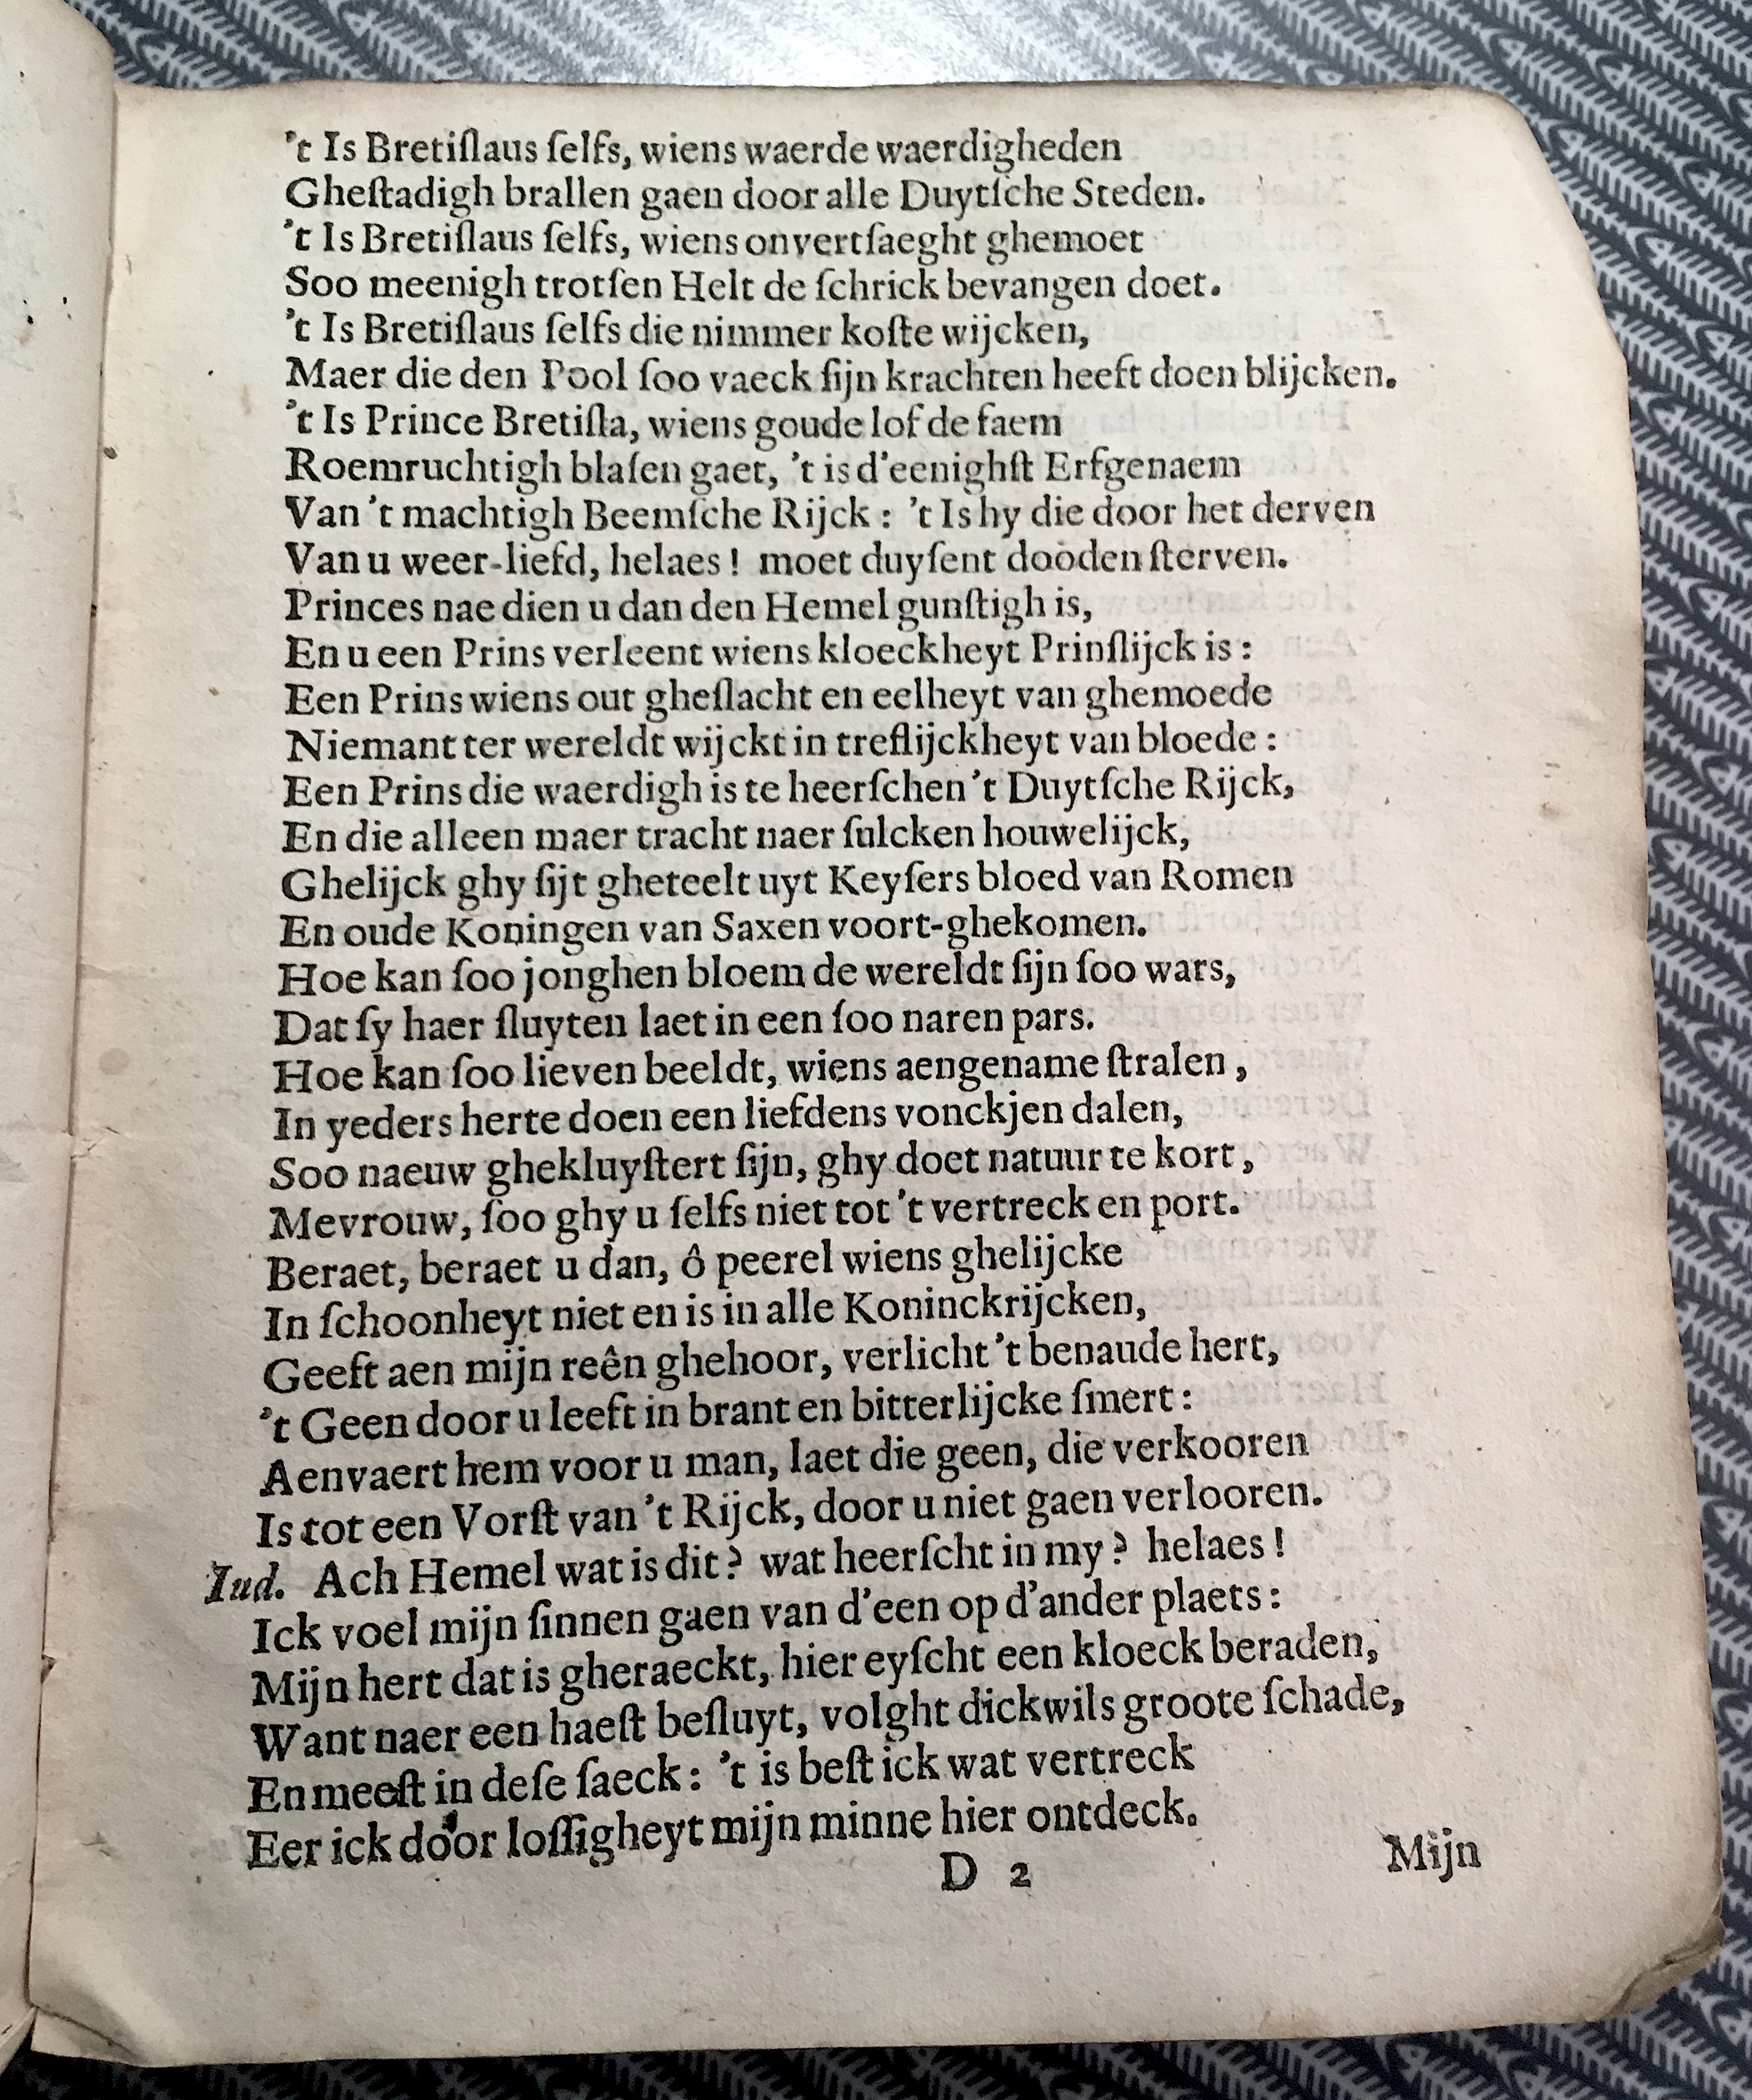 't Is Bretiſlaus ſelfs, wiens waerde waerdigheden
Gheſtadigh brallen gaen door alle Duytſche Steden.
't Is Bretiſlaus ſelfs, wiens onvertſaeght ghemoet
Soo meenigh trotſen Helt de ſchrick bevangen doet.
't Is Bretiſlaus ſelfs die nimmer koſte wijcken,
Maer die den Pool ſoo vaeck ſijn krachten heeft doen blijcken.
't Is Prince Bretiſla, wiens goude lof de faem
Roemruchtigh blaſen gaet, 't is d'eenighſt Erfgenaem
Van 't machtigh Beemſche Rijck : 't Is hy die door het derven
Van u weer-liefd, helaes ! moet duyſent dooden ſterven.
Princes nae dien u dan den Hemel gunſtigh is,
En u een Prins verleent wiens kloeckheyt Prinſlijck is :
Een Prins wiens out gheſlacht en eelheyt van ghemoede
Niemant ter wereldt wijckt in treflijckheyt van bloede :
Een Prins die waerdigh is te heerſchen 't Duytſche Rijck,
En die alleen maer tracht naer ſulcken houwelijck,
Ghelijck ghy ſijt gheteelt uyt Keyſers bloed van Romen
En oude Koningen van Saxen voort-ghekomen.
Hoe kan ſoo jonghen bloem de wereldt ſijn ſoo wars,
Dat ſy haer ſluyten laet in een ſoo naren pars.
Hoe kan ſoo lieven beeldt, wiens aengename ſtralen,
In yeders herte doen een liefdens vonckjen dalen,
Soo naeuw ghekluyſtert ſijn, ghy doet natuur te kort,
Mevrouw, ſoo ghy u ſelfs niet tot 't vertreck en port.
Beraet, beraet u dan, ô peerel wiens ghelijcke
In ſchoonheyt niet en is in alle Koninckrijcken,
Geeft aen mijn reên ghehoor, verlicht 't benaude hert,
't Geen door u leeft in brant en bitterlijcke ſmert :
Aenvaert hem voor u man, laet die geen, die verkooren
Is tot een Vorſt van 't Rijck, door u niet gaen verlooren.
Iud. Ach Hemel wat is dit ? wat heerſcht in my ? helaes !
Ick voel mijn ſinnen gaen van d'een op d'ander plaets :
Mijn hert dat is gheraeckt, hier eyſcht een kloeck beraden,
Want naer een haeſt beſluyt, volght dickwils groote ſchade,
En meeſt in deſe ſaeck : 't is beſt ick wat vertreck
Eer ick door loſſigheyt mijn minne hier ontdeck.
D 2 Mijn